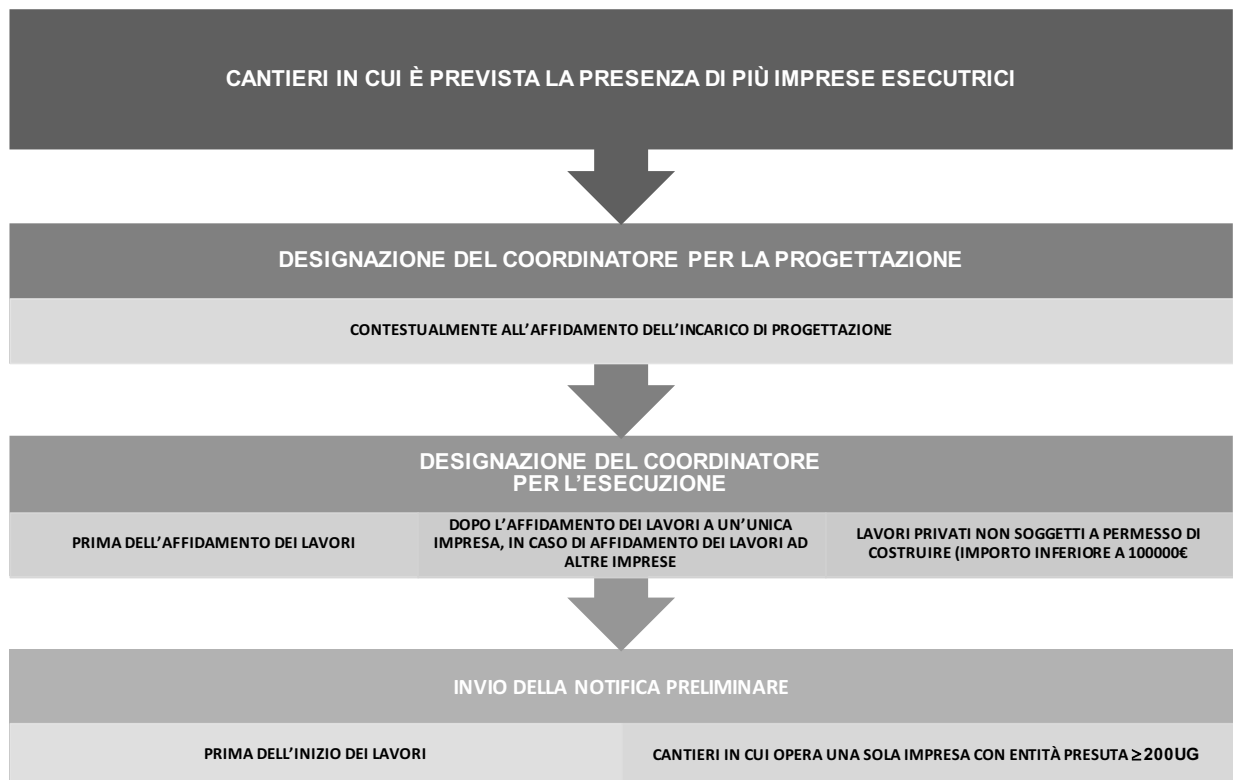 CANTIERI IN CUI È PREVISTA LA PRESENZA DI PIÙ IMPRESE ESECUTRICI
DESIGNAZIONE DEL COORDINATORE PER LA PROGETTAZIONE
CONTESTUALMENTE ALL'AFFIDAMENTO DELL'INCARICO DI PROGETTAZIONE
DESIGNAZIONE DEL COORDINATORE
PER L'ESECUZIONE
PRIMA DELL'AFFIDAMENTO DEI LAVORI
DOPO L'AFFIDAMENTO DEI LAVORI A UN'UNICA
IMPRESA, IN CASO DI AFFIDAMENTO DEI LAVORI AD
ALTRE IMPRESE
LAVORI PRIVATI NON SOGGETTI A PERMESSO DI
COSTRUIRE (IMPORTO INFERIORE A 100000€
INVIO DELLA NOTIFICA PRELIMINARE
PRIMA DELL'INIZIO DEI LAVORI
CANTIERI IN CUI OPERA UNA SOLA IMPRESA CON ENTITÀ PRESUTA ≥200UG